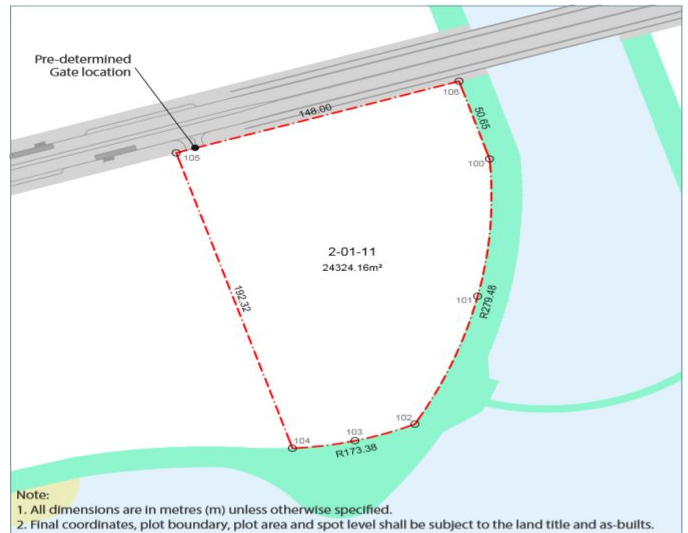 Pre-determined
Gate location
106
148.00
50.65
105
100
2-01-11
24324.16m²
192.32
101
R279.48
102
103
104
R173.38
Note:
1. All dimensions are in metres (m) unless otherwise specified.
2. Final coordinates, plot boundary, plot area and spot level shall be subject to the land title and as-builts.